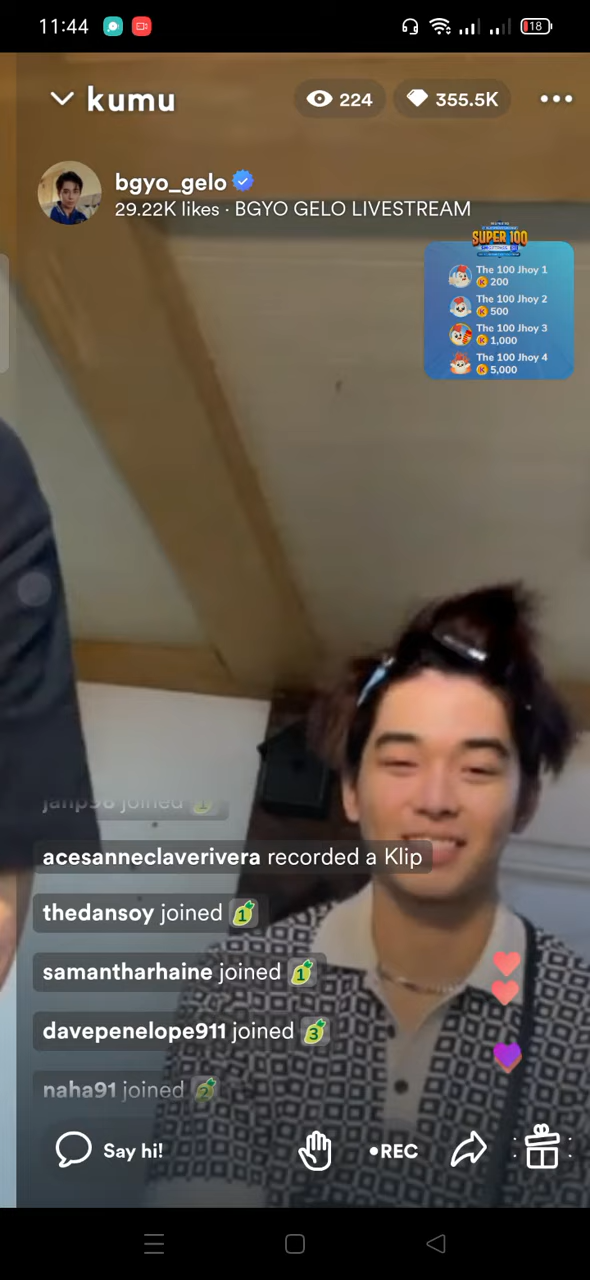 11:44
18
kumu
224
355.5K
bgyo_gelo
29.22K likes · BGYO GELO LIVESTREAM
SUPER 100
The 100 Jhoy 1
200
The 100 Jhoy 2
500
The 100 Jhoy 3
1,000
The 100 Jhoy 4
5,000
joined 1
acesanneclaverivera recorded a Klip
thedansoy joined 1
samantharhaine joined 1
davepenelope911 joined 3
naha91 joined 2
Say hi!
•REC